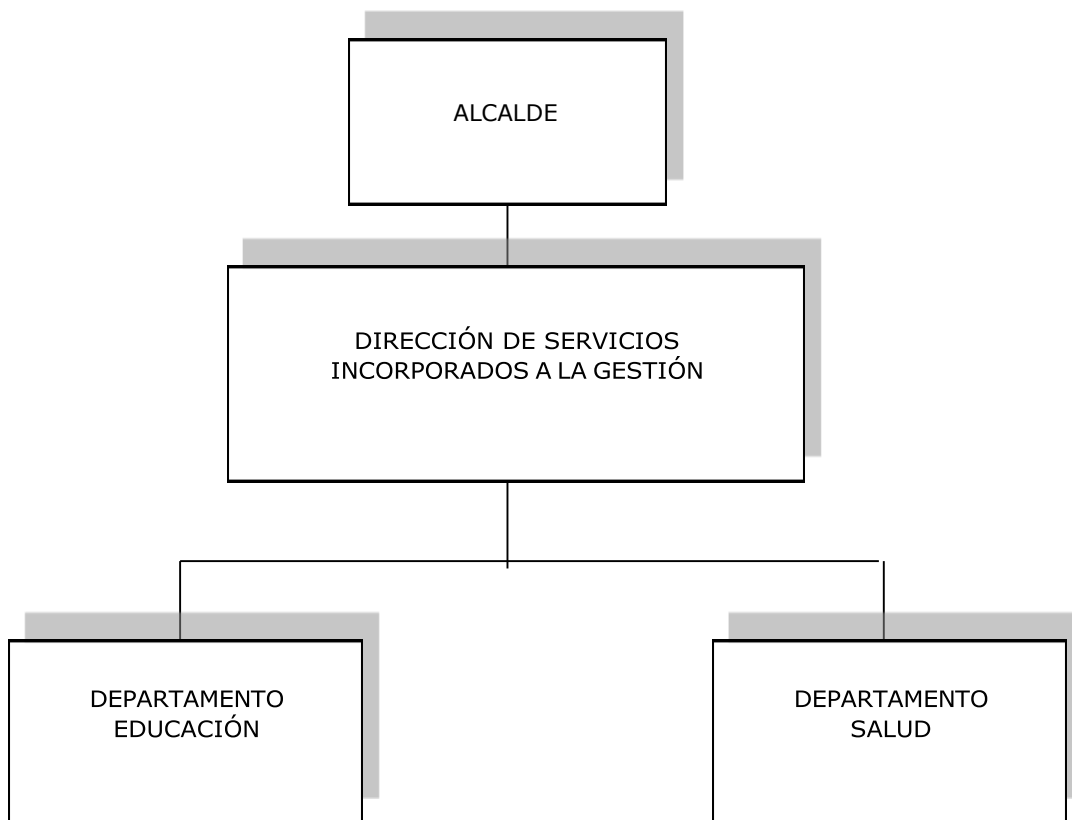 ALCALDE
DIRECCIÓN DE SERVICIOS
INCORPORADOS A LA GESTIÓN
DEPARTAMENTO
EDUCACIÓN
DEPARTAMENTO
SALUD